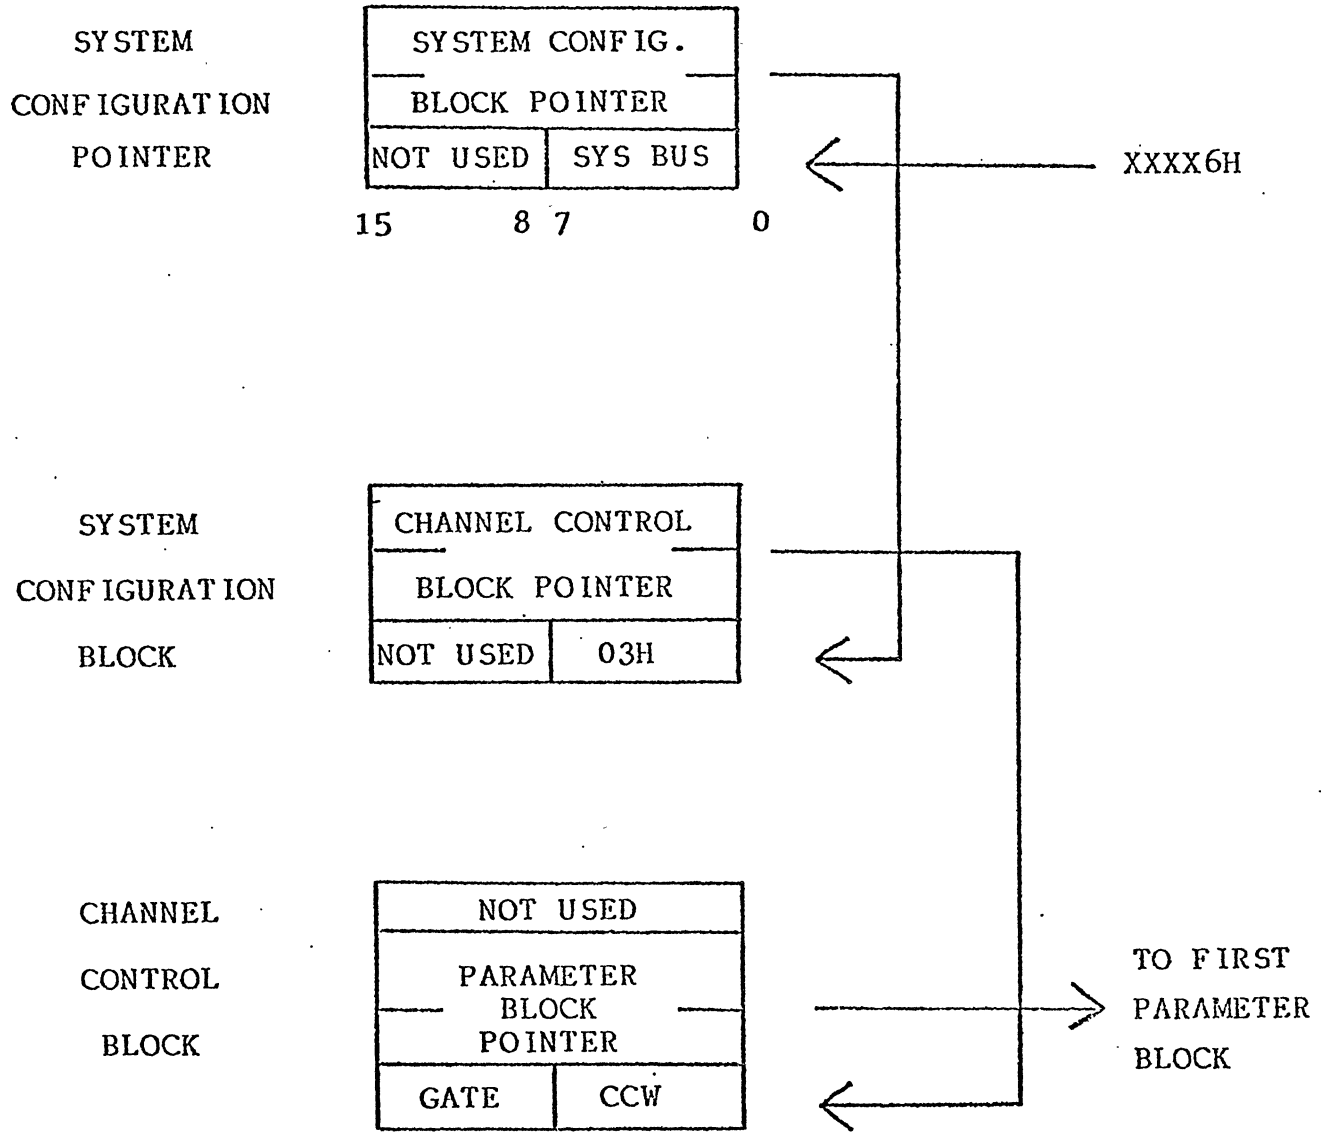 SYSTEM
CONFIGURATION
POINTER
SYSTEM CONFIG.
BLOCK POINTER
NOT USED SYS BUS
15 8 7 0
XXXX6H
SYSTEM
CONFIGURATION
BLOCK
CHANNEL CONTROL
BLOCK POINTER
NOT USED 03H
CHANNEL
CONTROL
BLOCK
NOT USED
PARAMETER
BLOCK
POINTER
GATE CCW
TO FIRST
PARAMETER
BLOCK